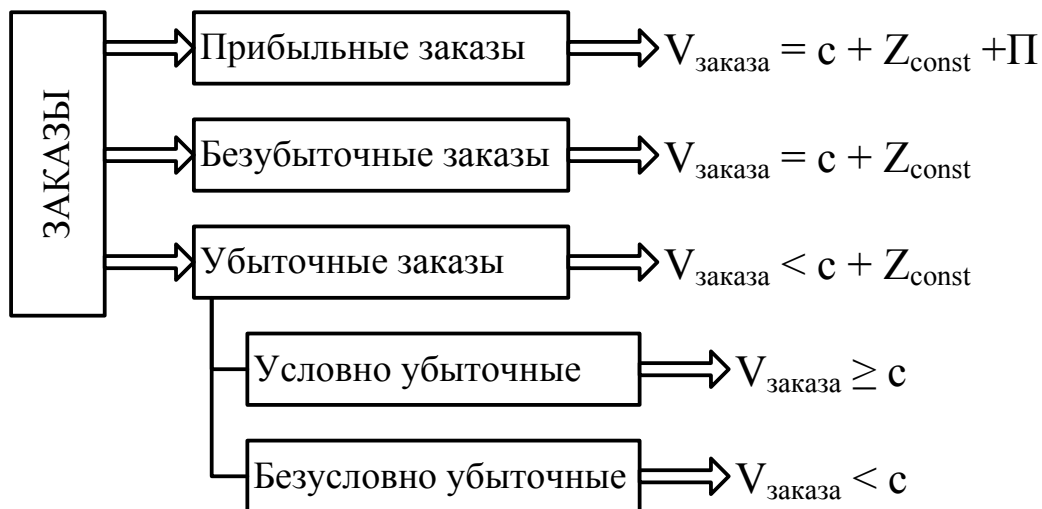 ЗАКАЗЫ
Прибыльные заказы
V заказа = c + Z const +П
Безубыточные заказы
V заказа = c + Z const
Убыточные заказы
V заказа < c + Z const
Условно убыточные
V заказа ≥ c
Безусловно убыточные
V заказа < c